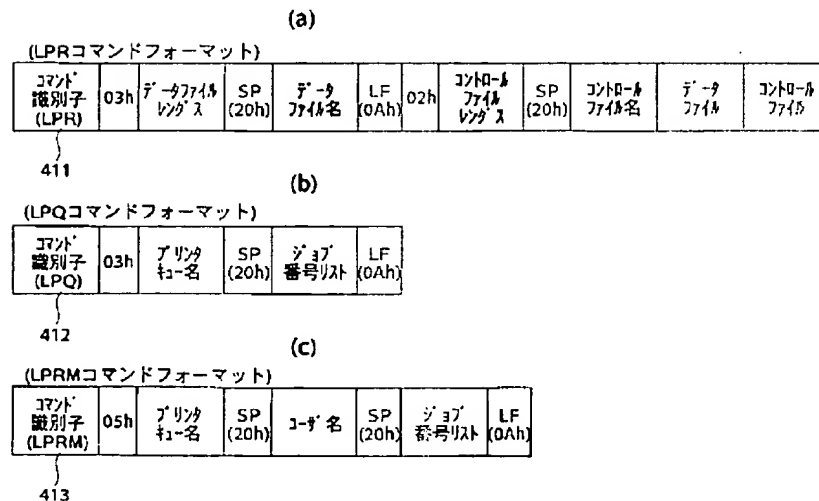 (a)
(LPRコマンドフォーマット)
コマンド識別子(LPR) 03h データファイルレングス SP(20h) データファイル名 LF(0Ah) 02h コントロールファイルレングス SP(20h) コントロールファイル名 データファイル コントロールファイル
411
(b)
(LPQコマンドフォーマット)
コマンド識別子(LPQ) 03h プリンタキュー名 SP(20h) ジョブ番号リスト LF(0Ah)
412
(c)
(LPRMコマンドフォーマット)
コマンド識別子(LPRM) 05h プリンタキュー名 SP(20h) ユーザ名 SP(20h) ジョブ番号リスト LF(0Ah)
413